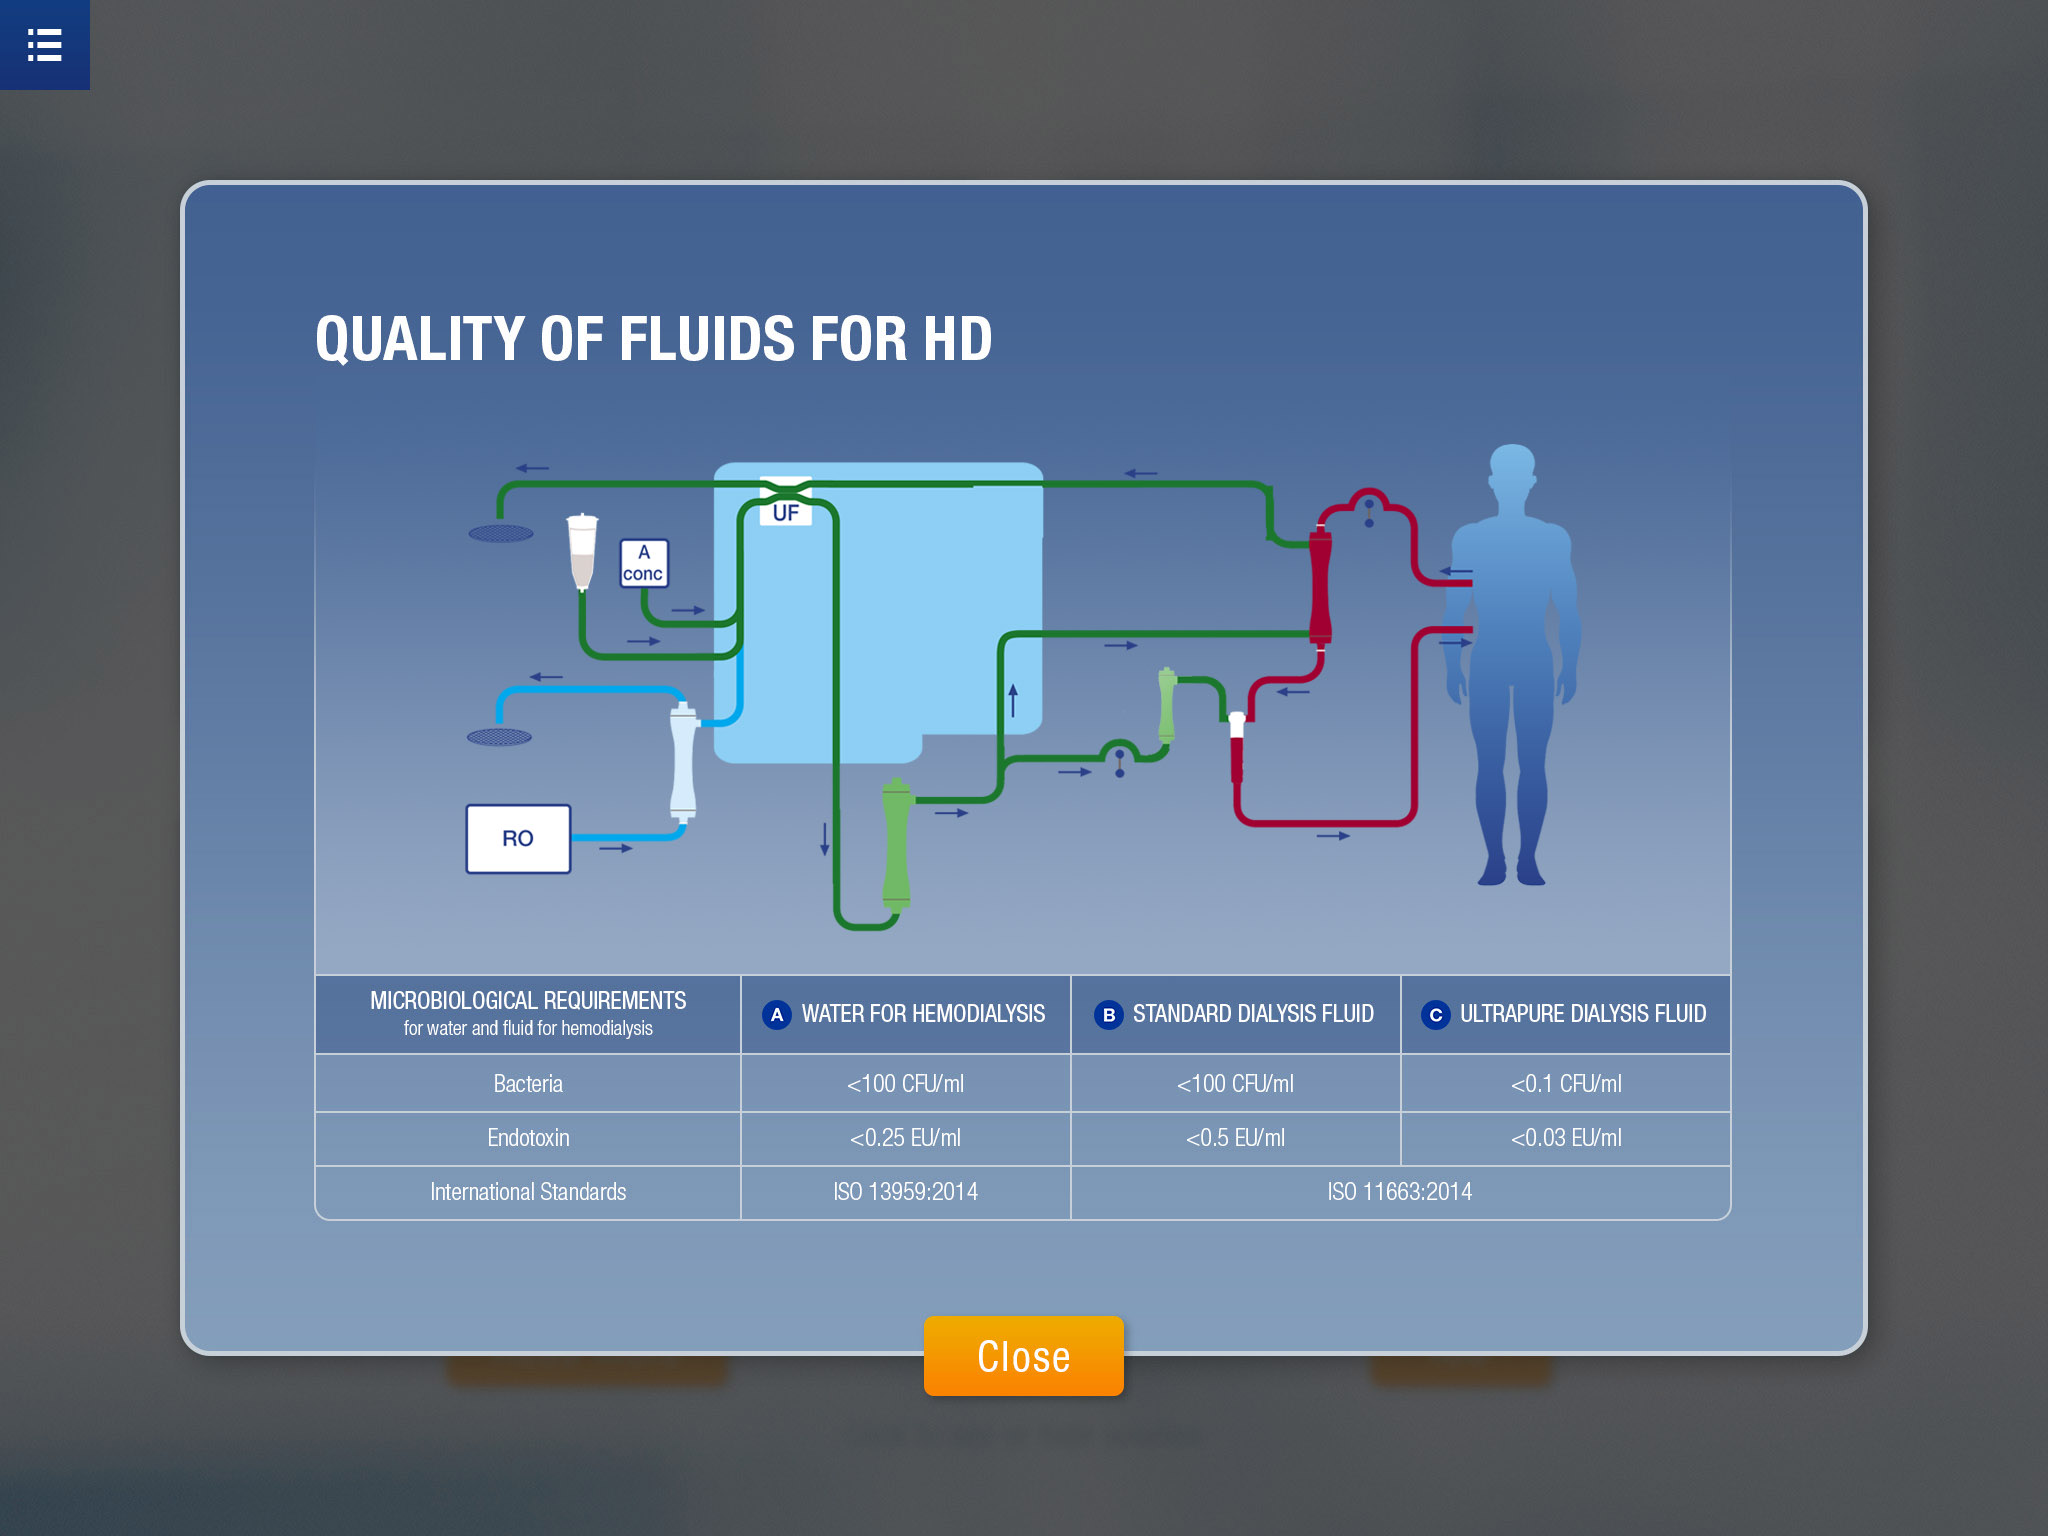 QUALITY OF FLUIDS FOR HD
UF
A
conc
RO
MICROBIOLOGICAL REQUIREMENTS
for water and fluid for hemodialysis
A WATER FOR HEMODIALYSIS
B STANDARD DIALYSIS FLUID
C ULTRAPURE DIALYSIS FLUID
Bacteria
<100 CFU/ml
<100 CFU/ml
<0.1 CFU/ml
Endotoxin
<0.25 EU/ml
<0.5 EU/ml
<0.03 EU/ml
International Standards
ISO 13959:2014
ISO 11663:2014
Close